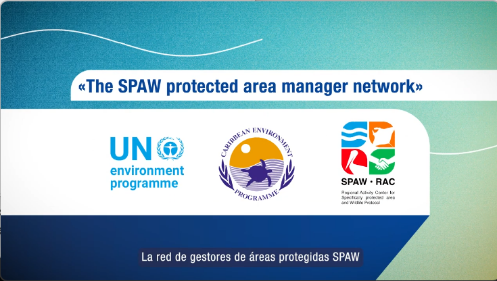 «The SPAW protected area manager network»
UN
environment
programme
CARIBBEAN ENVIRONMENT
PROGRAMME
SPAW • RAC
Regional Activity Center for
Specifically protected area
and Wildlife Protocol
La red de gestores de áreas protegidas SPAW